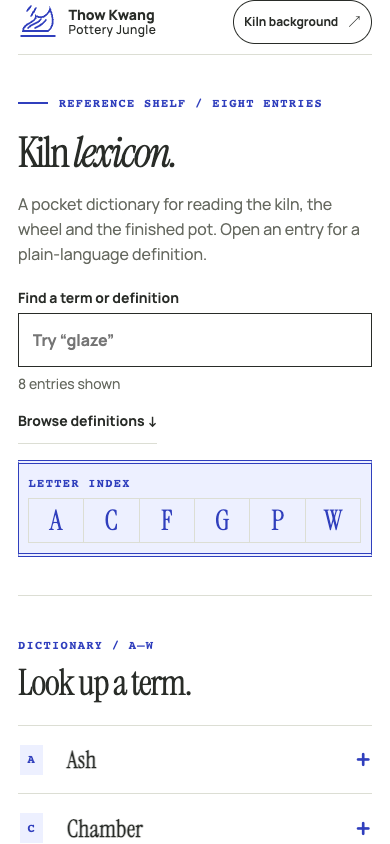 Thow Kwang
Pottery Jungle
Kiln background ↗
REFERENCE SHELF / EIGHT ENTRIES
Kiln lexicon.
A pocket dictionary for reading the kiln, the
wheel and the finished pot. Open an entry for a
plain-language definition.
Find a term or definition
Try “glaze”
8 entries shown
Browse definitions ↓
LETTER INDEX
A C F G P W
DICTIONARY / A—W
Look up a term.
A Ash +
C Chamber +